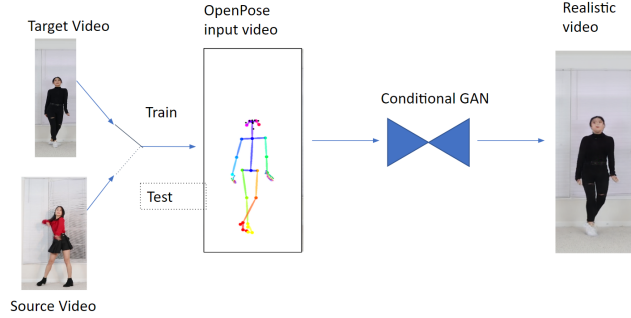 Target Video
OpenPose
input video
Realistic
video
Train
Conditional GAN
Test
Source Video